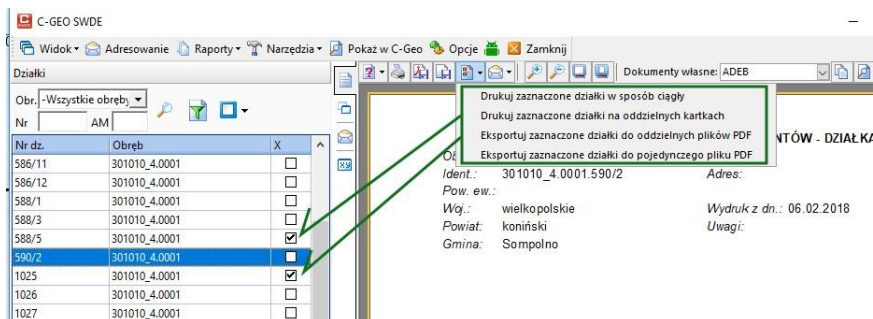 C-GEO SWDE
Widok Adresowanie Raporty Narzędzia Pokaż w C-Geo Opcje Zamknij
Działki
Dokumenty własne: ADEB
Obr. -Wszystkie obręby
Nr AM
Drukuj zaznaczone działki w sposób ciągły
Drukuj zaznaczone działki na oddzielnych kartkach
Eksportuj zaznaczone działki do oddzielnych plików PDF
Eksportuj zaznaczone działki do pojedynczego pliku PDF
NTÓW - DZIAŁKA
Nr dz. Obręb X
586/11 301010_4.0001
586/12 301010_4.0001
588/1 301010_4.0001
588/3 301010_4.0001
588/5 301010_4.0001
590/2 301010_4.0001
1025 301010_4.0001
1026 301010_4.0001
1027 301010_4.0001
Ident.: 301010_4.0001.590/2 Adres:
Pow. ew.:
Woj.: wielkopolskie Wydruk z dn.: 06.02.2018
Powiat: koniński Uwagi:
Gmina: Sompolno